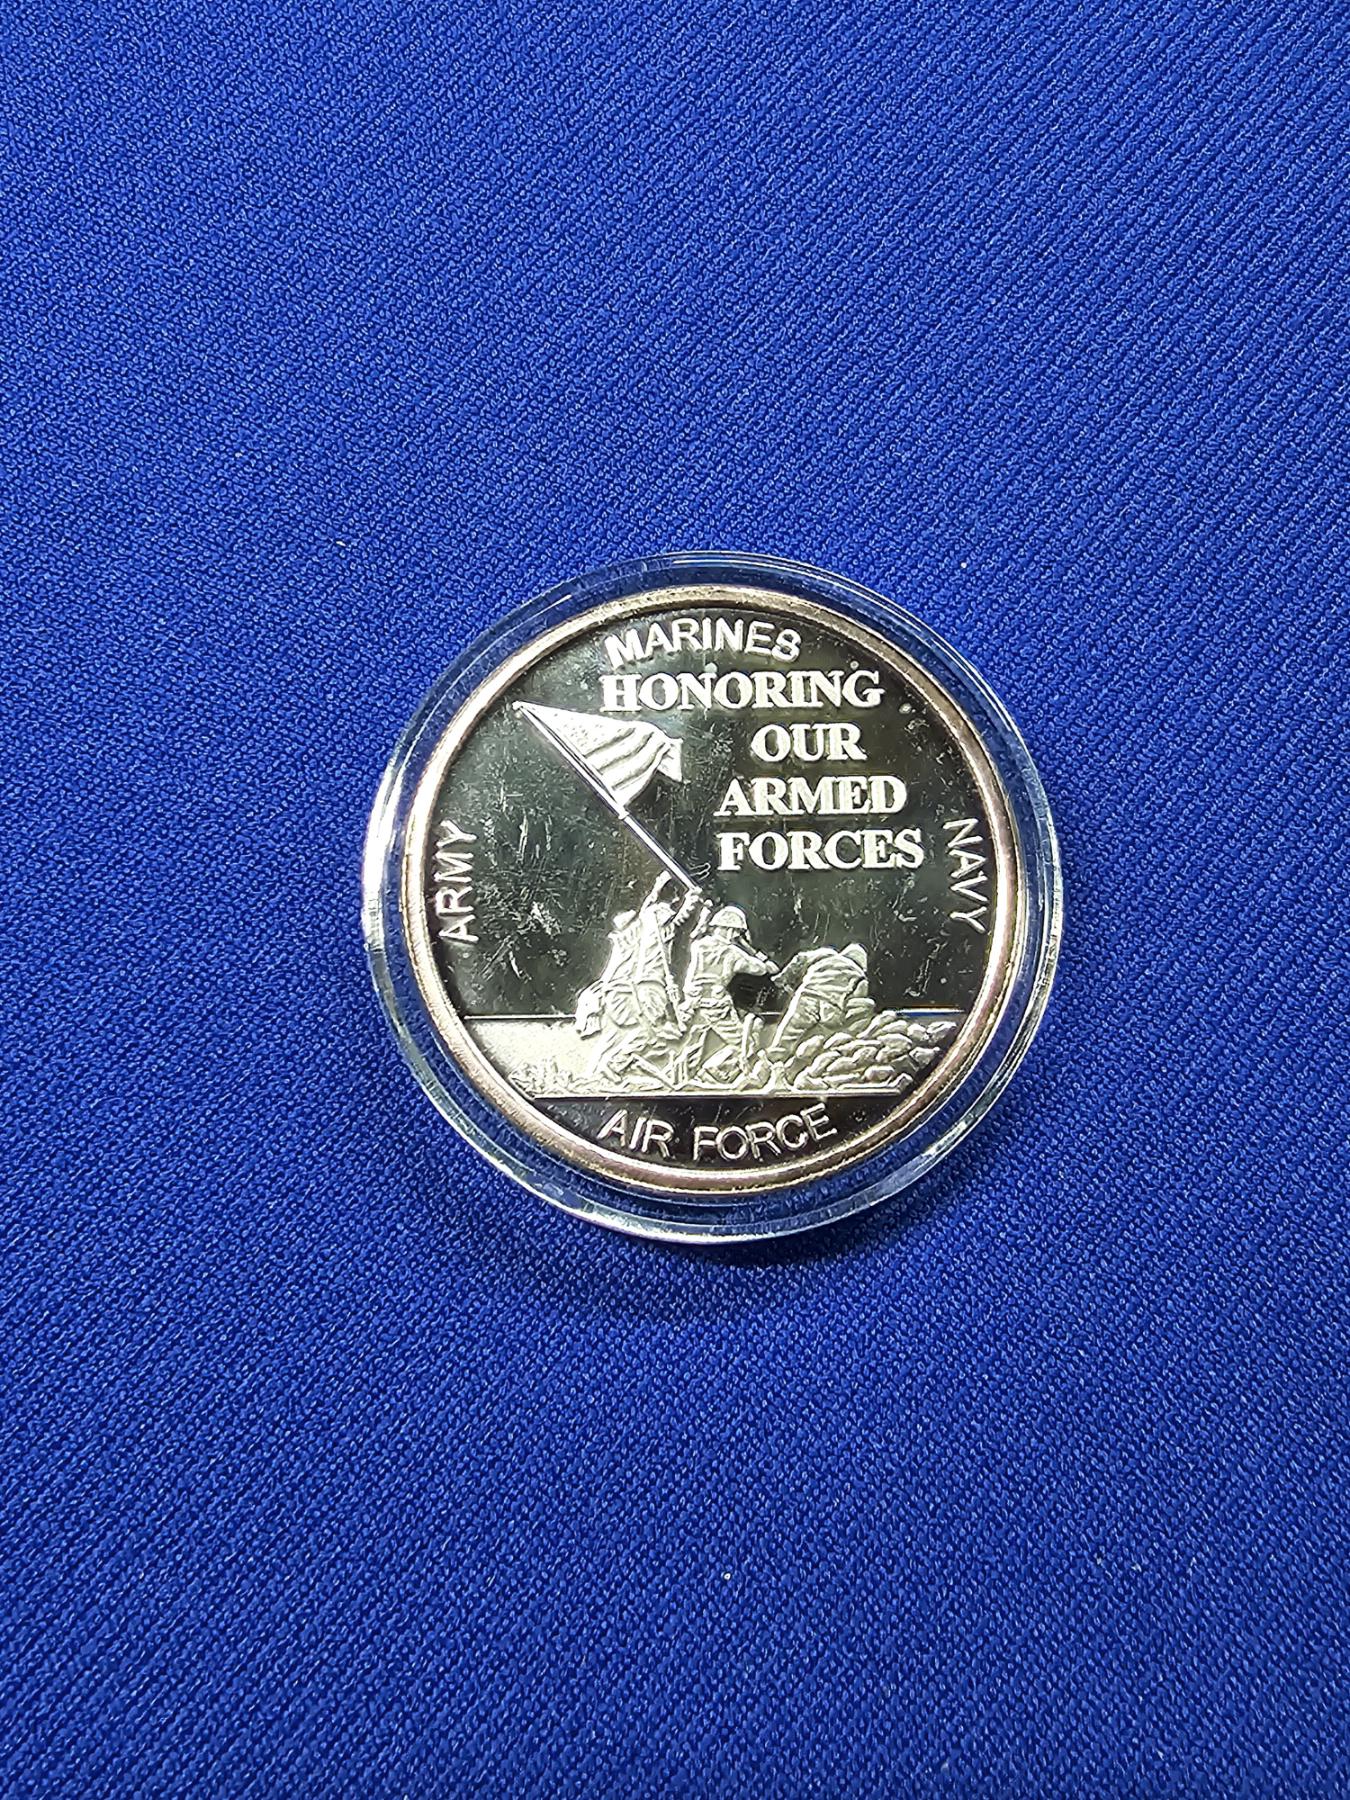 MARINES
HONORING
OUR
ARMED
FORCES
ARMY
NAVY
AIR FORCE